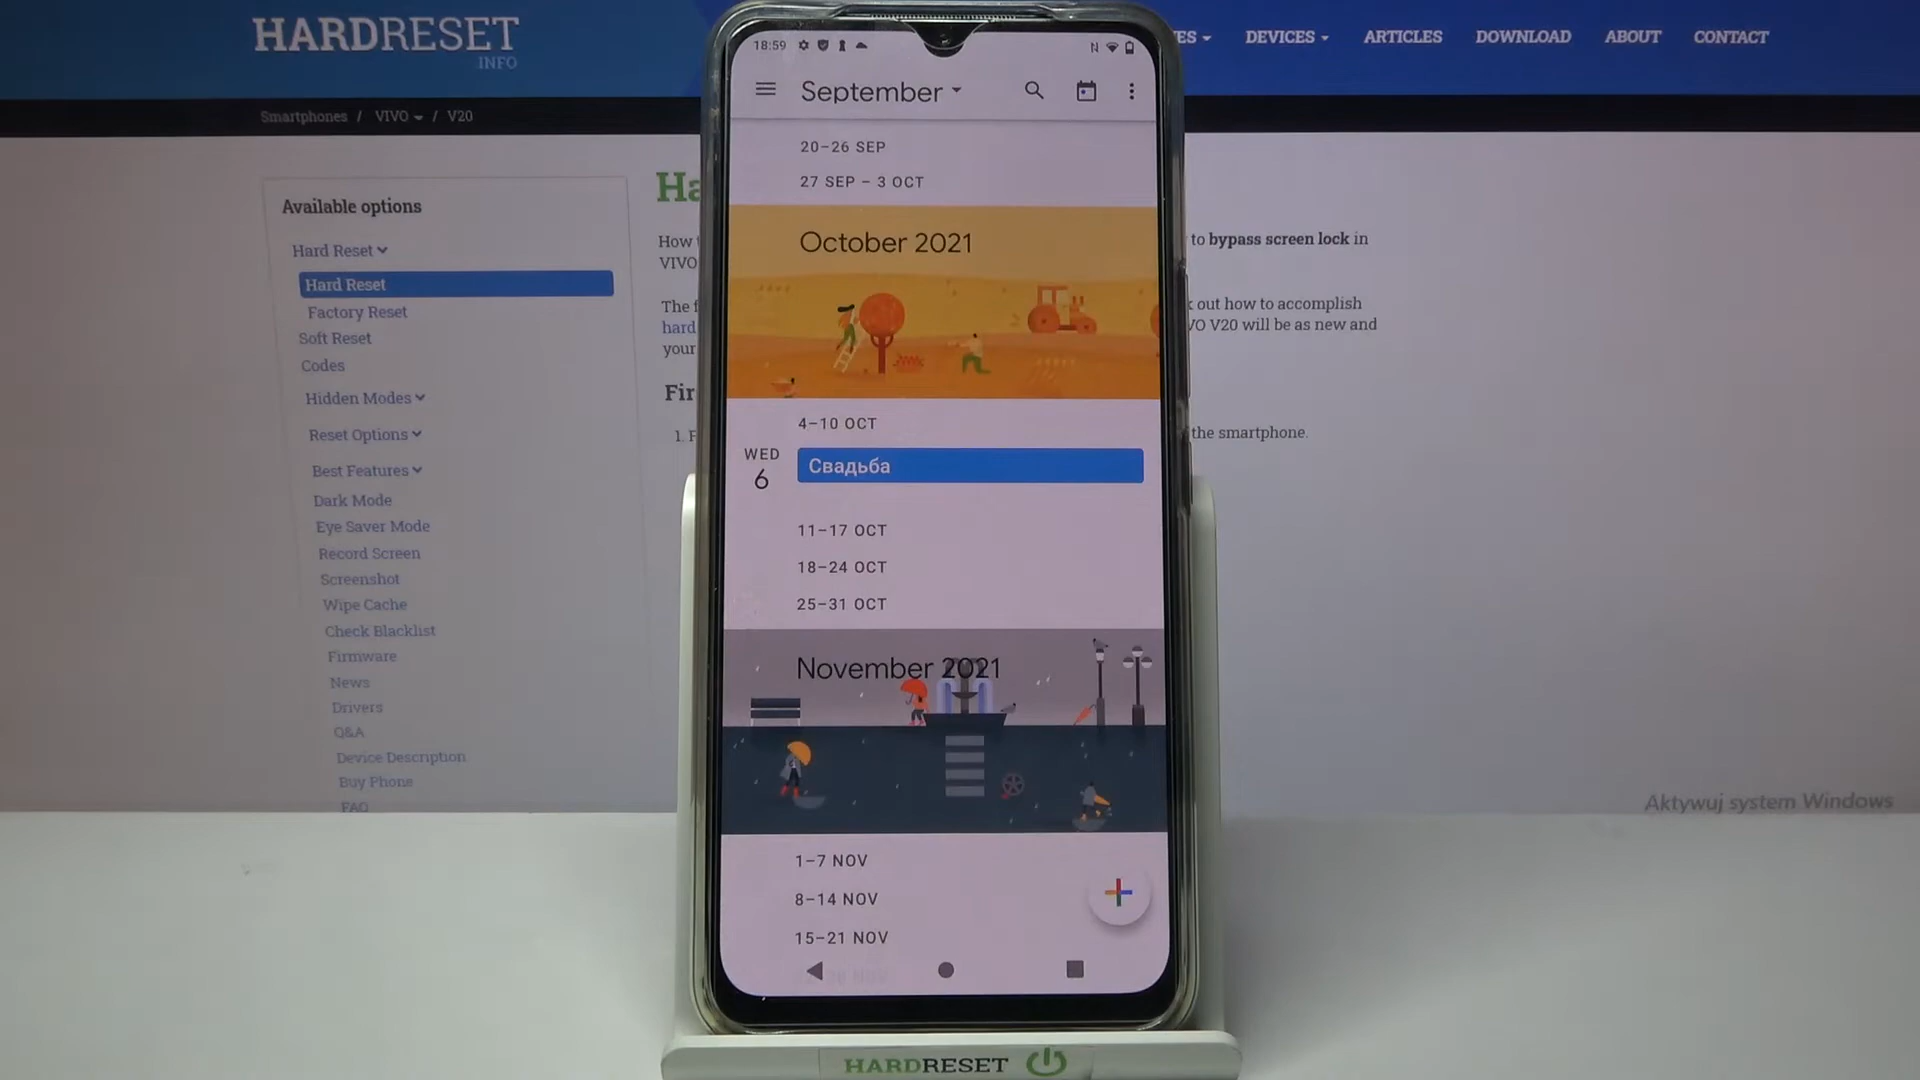 HARDRESET
INFO
ES
DEVICES
ARTICLES
DOWNLOAD
ABOUT
CONTACT
Smartphones / VIVO / V20
Available options
Hard Reset
Hard Reset
Factory Reset
Soft Reset
Codes
Hidden Modes
Reset Options
Best Features
Dark Mode
Eye Saver Mode
Record Screen
Screenshot
Wipe Cache
Check Blacklist
Firmware
News
Drivers
Q&A
Device Description
Buy Phone
FAQ
Ha
How
to bypass screen lock in
VIVO
The f
k out how to accomplish
hard
VO V20 will be as new and
your
Fir
1. F
the smartphone.
18:59
September
20–26 SEP
27 SEP – 3 OCT
October 2021
4–10 OCT
WED
6
Свадьба
11–17 OCT
18–24 OCT
25–31 OCT
November 2021
1–7 NOV
8–14 NOV
15–21 NOV
Aktywuj system Windows
HARDRESET